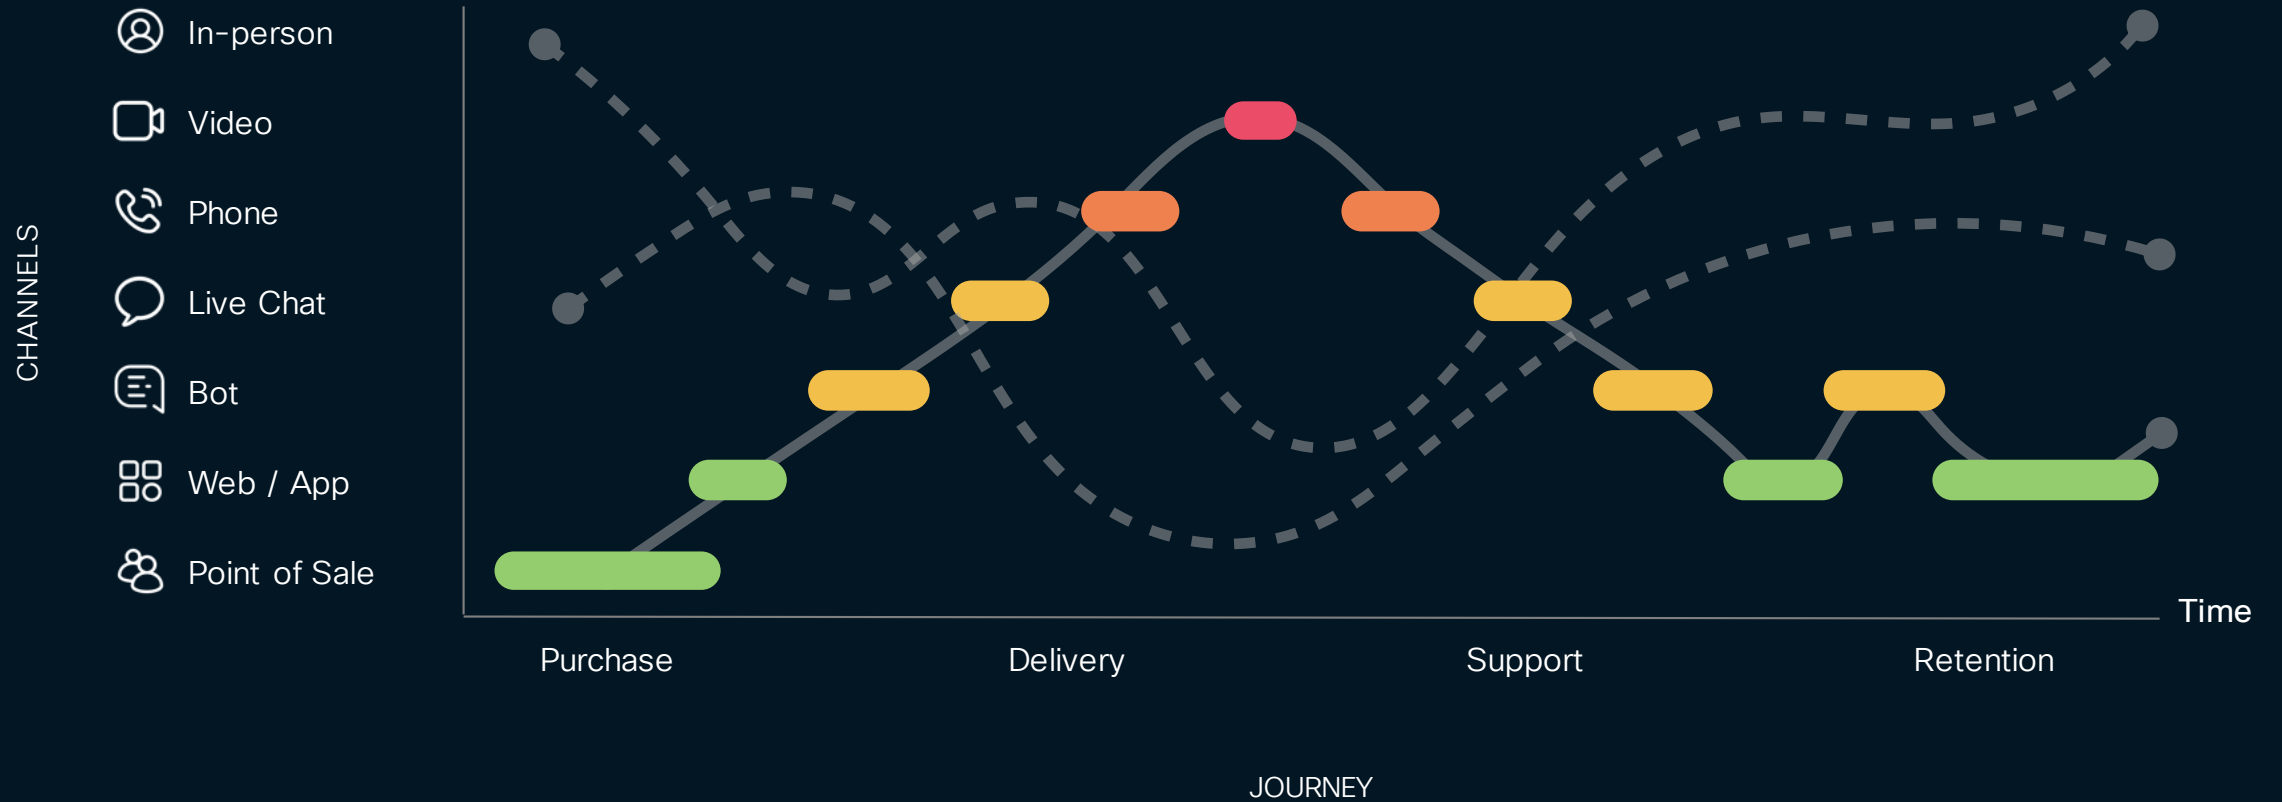 CHANNELS
In-person
Video
Phone
Live Chat
Bot
Web / App
Point of Sale
Time
Purchase
Delivery
Support
Retention
JOURNEY